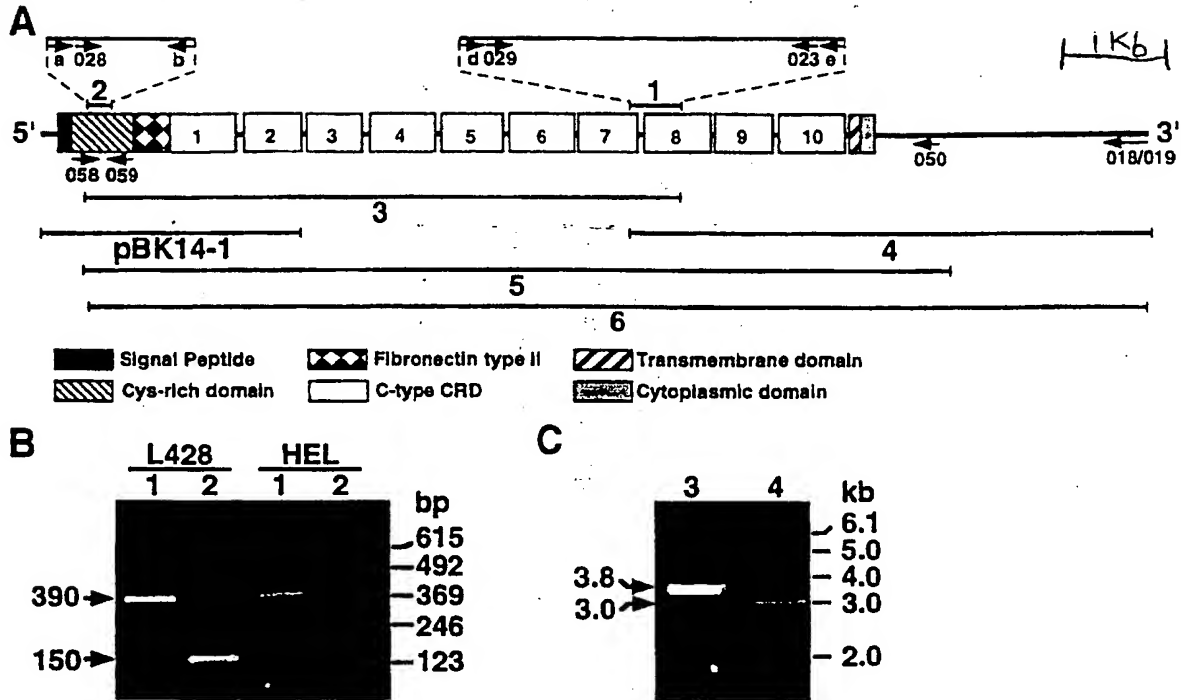 A
1 Kb
a 028 b
d 029 023 e
2 1
5' 1 2 3 4 5 6 7 8 9 10 3'
058 059 050 018/019
3
pBK14-1 4
5
6
Signal Peptide Fibronectin type II Transmembrane domain
Cys-rich domain C-type CRD Cytoplasmic domain
B C
L428 HEL
1 2 1 2 bp
615
492
390 369
246
150 123
3 4 kb
6.1
5.0
3.8 4.0
3.0 3.0
2.0